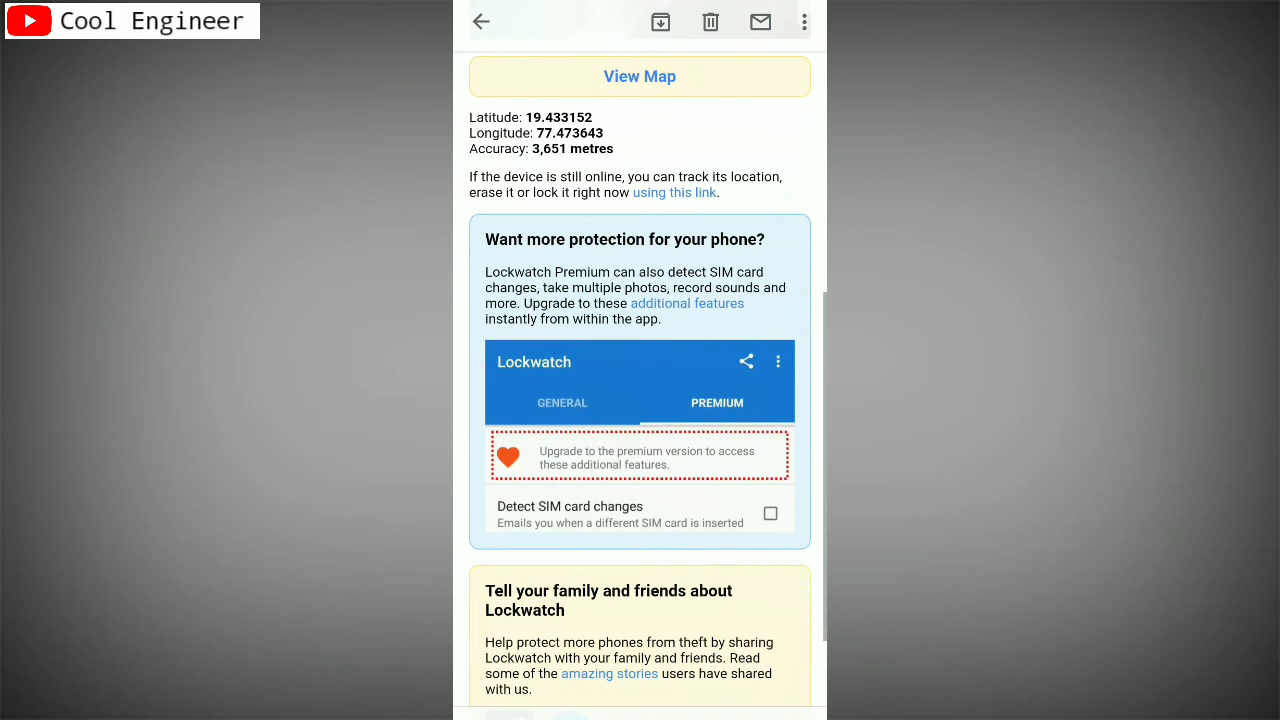 Cool Engineer
View Map
Latitude: 19.433152
Longitude: 77.473643
Accuracy: 3,651 metres
If the device is still online, you can track its location,
erase it or lock it right now using this link.
Want more protection for your phone?
Lockwatch Premium can also detect SIM card
changes, take multiple photos, record sounds and
more. Upgrade to these additional features
instantly from within the app.
Lockwatch
GENERAL PREMIUM
Upgrade to the premium version to access
these additional features.
Detect SIM card changes
Emails you when a different SIM card is inserted
Tell your family and friends about
Lockwatch
Help protect more phones from theft by sharing
Lockwatch with your family and friends. Read
some of the amazing stories users have shared
with us.